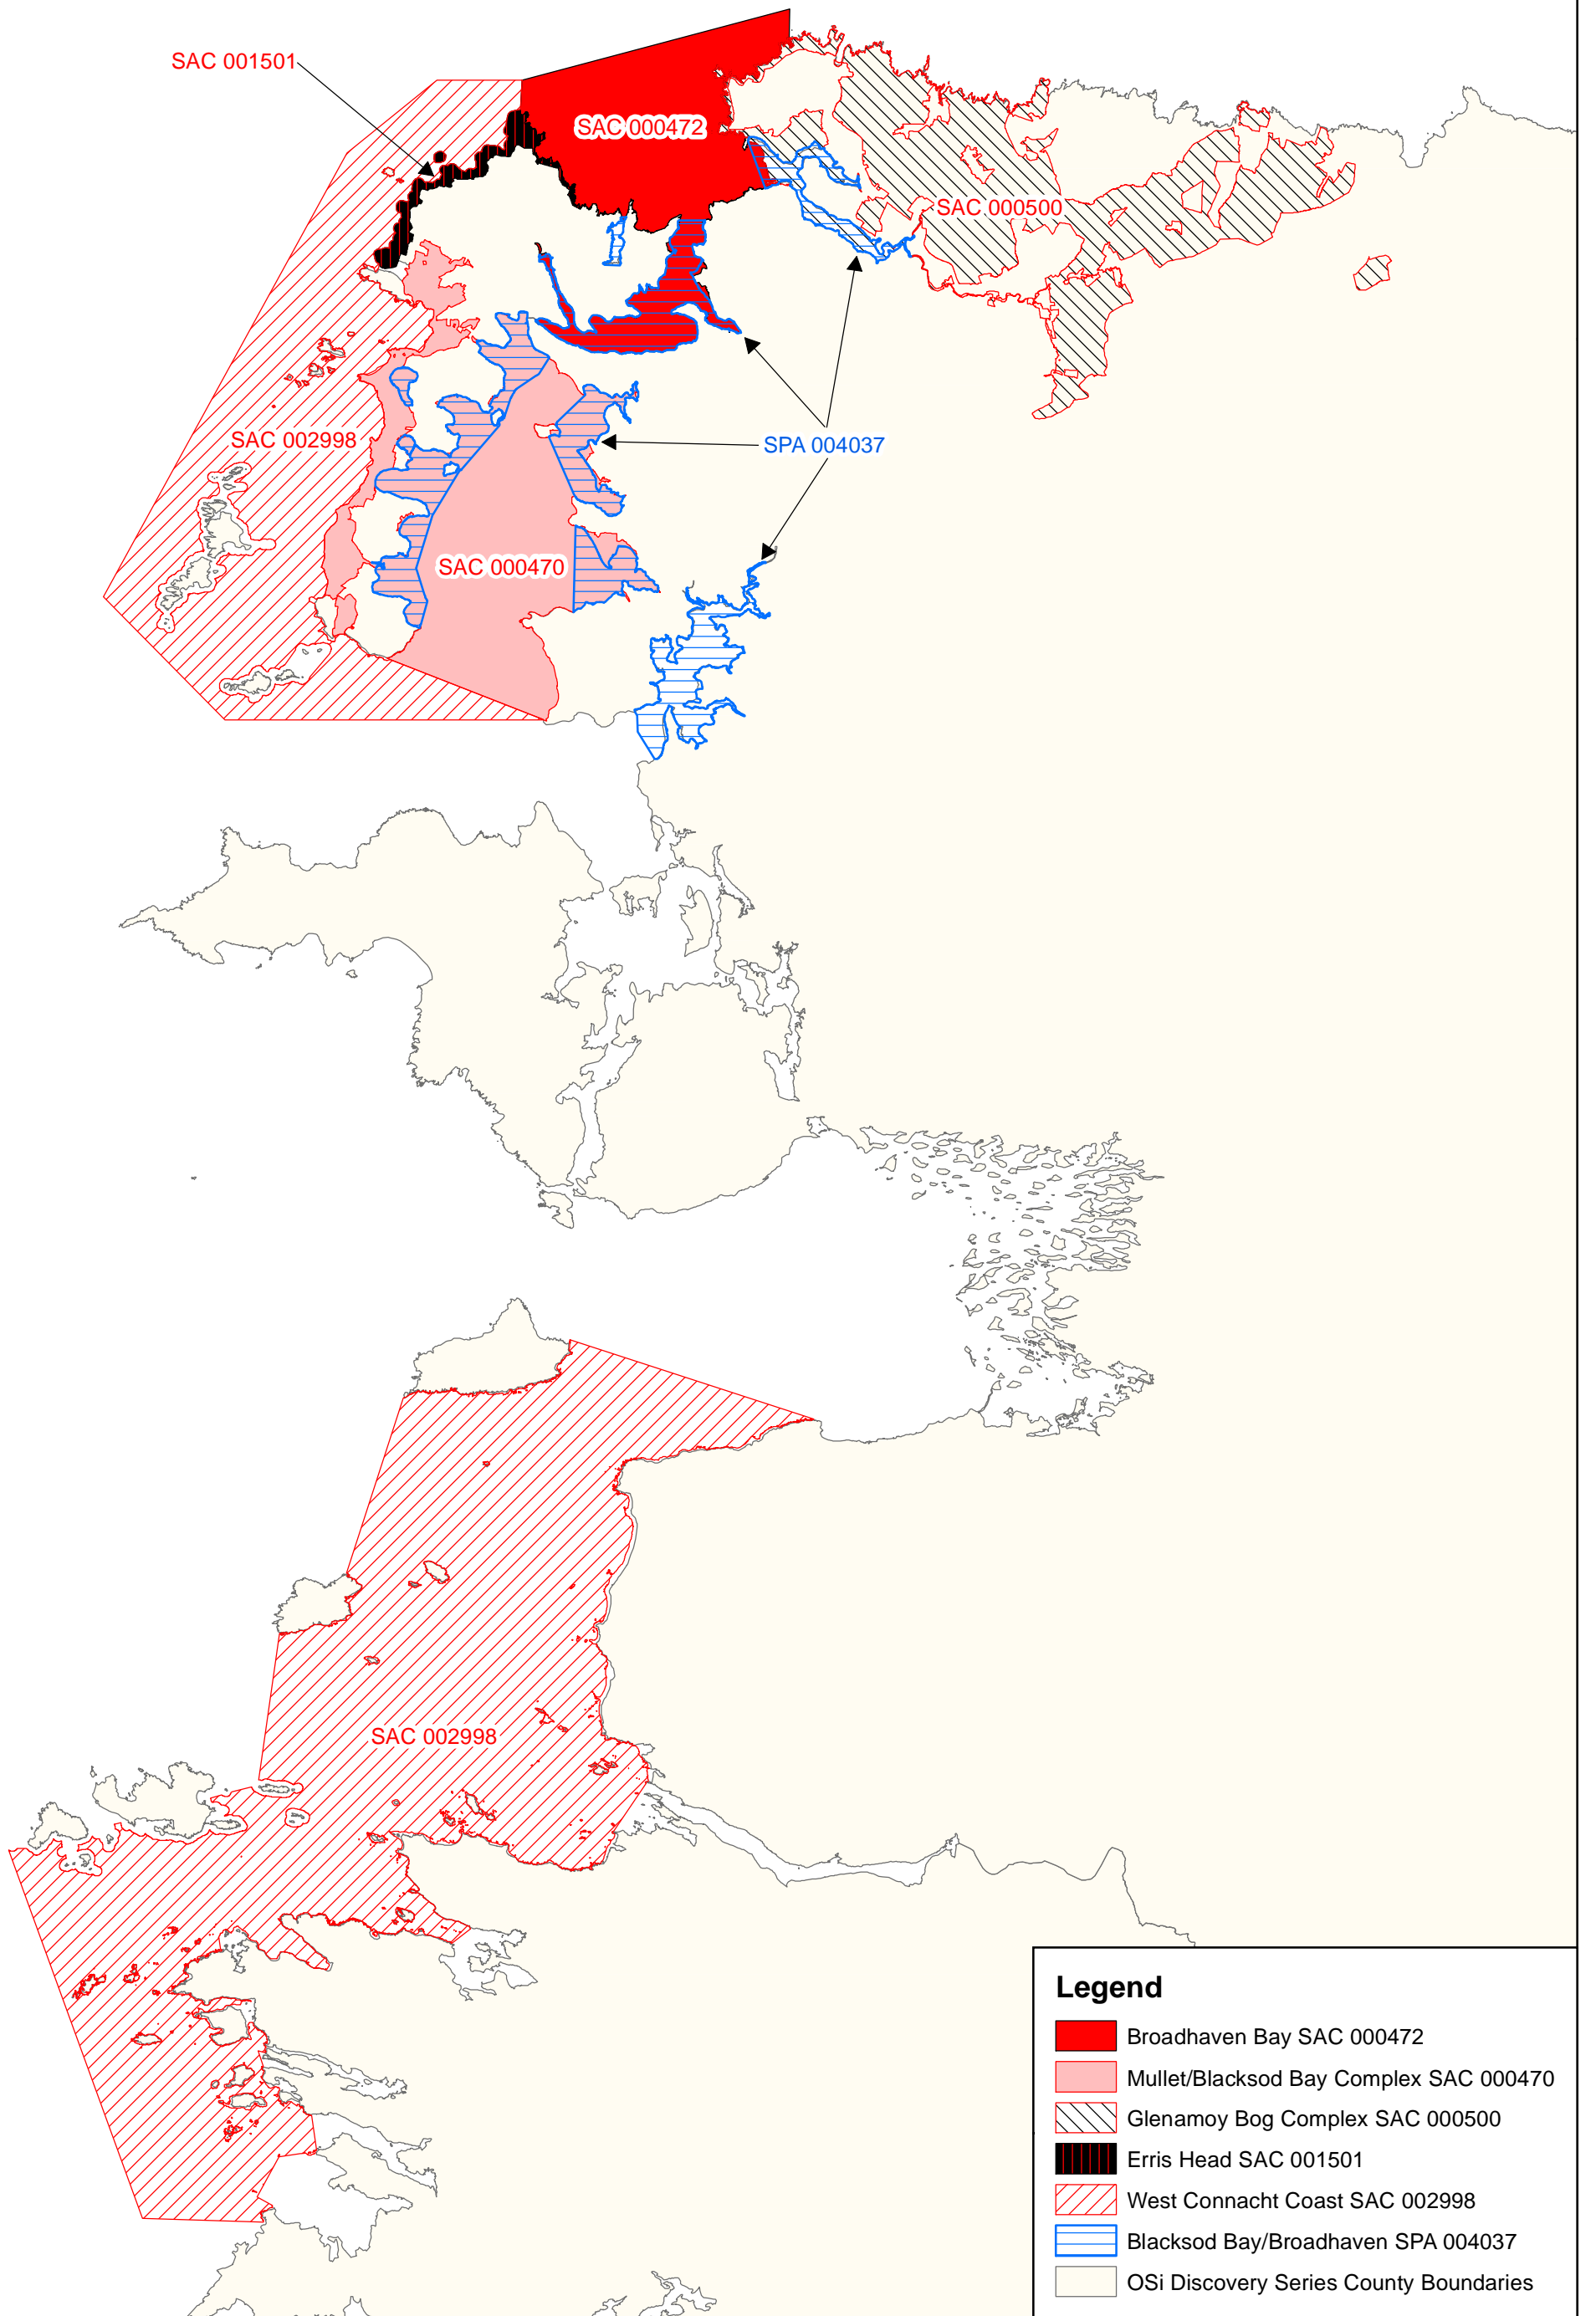 SAC 001501
SAC 000472
SAC 000500
SAC 002998
SPA 004037
SAC 000470
SAC 002998
Legend
Broadhaven Bay SAC 000472
Mullet/Blacksod Bay Complex SAC 000470
Glenamoy Bog Complex SAC 000500
Erris Head SAC 001501
West Connacht Coast SAC 002998
Blacksod Bay/Broadhaven SPA 004037
OSi Discovery Series County Boundaries